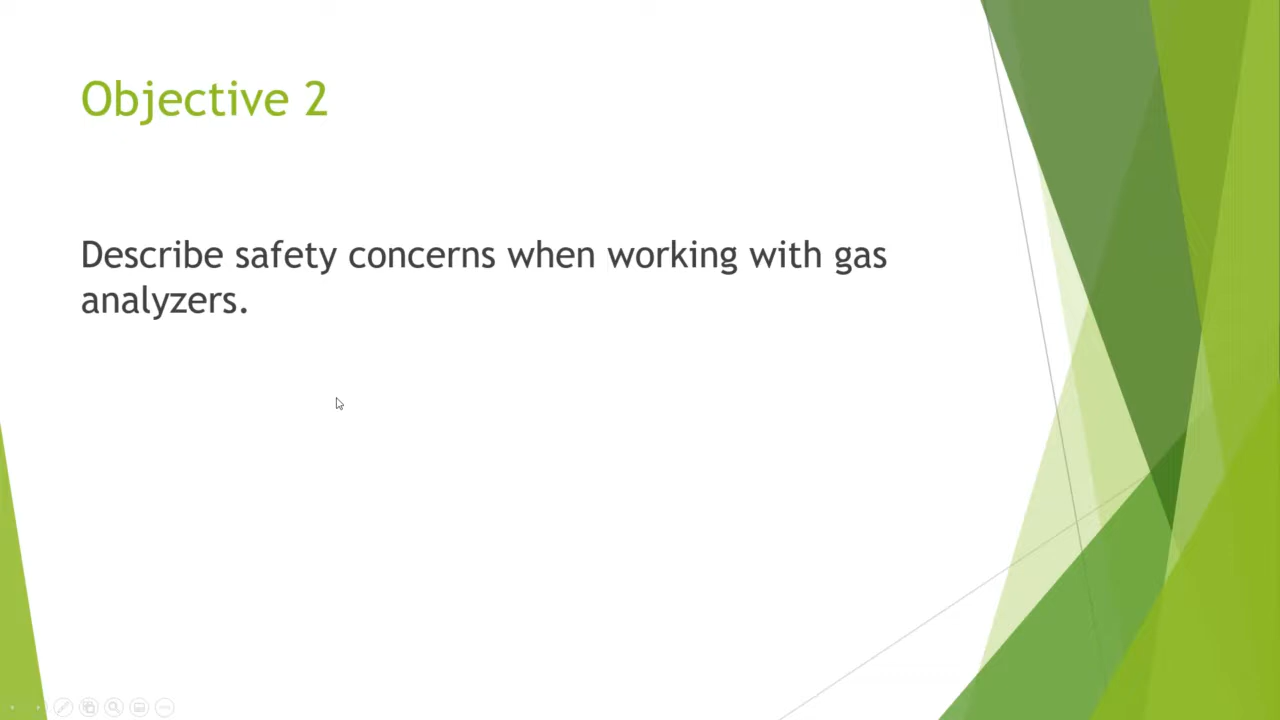 Objective 2
Describe safety concerns when working with gas
analyzers.